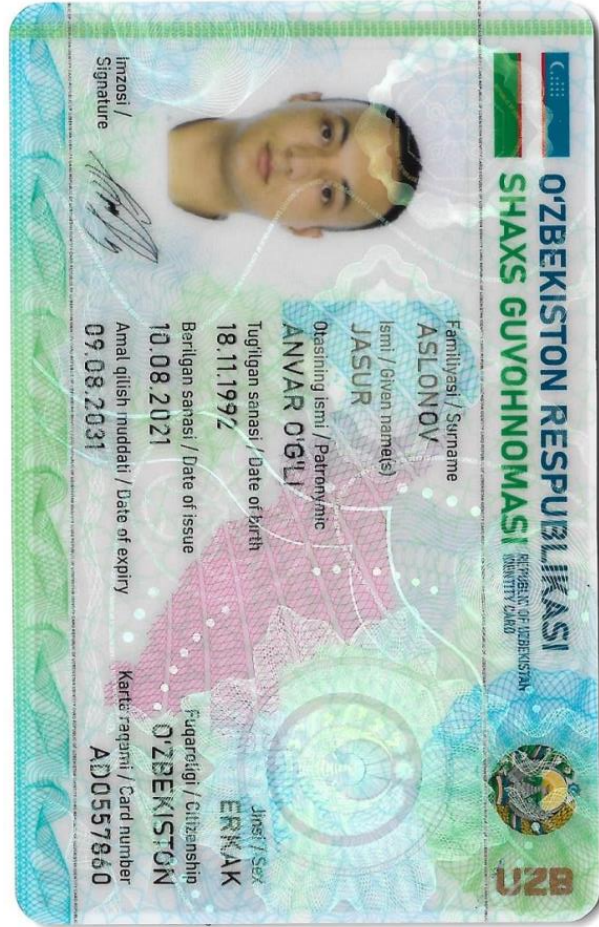 O'ZBEKISTON RESPUBLIKASI
SHAXS GUVOHNOMASI
REPUBLIC OF UZBEKISTAN
IDENTITY CARD
UZB
Familiyasi / Surname
ASLONOV
Ismi / Given name(s)
JASUR
Otasining ismi / Patronymic
ANVAR O'G'LI
Tug'ilgan sanasi / Date of birth
18.11.1992
Jinsi / Sex
ERKAK
Berilgan sanasi / Date of issue
10.08.2021
Fuqaroligi / Citizenship
O'ZBEKISTON
Amal qilish muddati / Date of expiry
09.08.2031
Karta raqami / Card number
AD0557860
Imzosi /
Signature